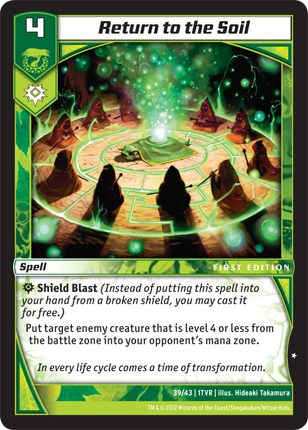 4
Return to the Soil
Spell
FIRST EDITION
Shield Blast (Instead of putting this spell into
your hand from a broken shield, you may cast it
for free.)
Put target enemy creature that is level 4 or less from
the battle zone into your opponent's mana zone.
In every life cycle comes a time of transformation.
39/43 | 1TVR | illus. Hideaki Takamura
TM & © 2012 Wizards of the Coast/Shogakukan/Mitsui-Kids.